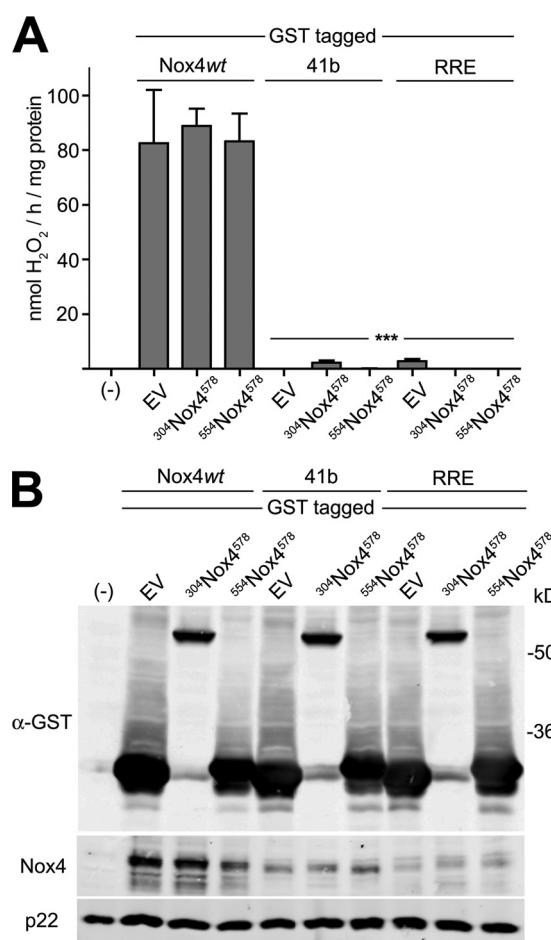 A
GST tagged
Nox4wt 41b RRE
nmol H₂O₂ / h / mg protein
100
80
60
40
20
***
(-) EV ³⁰⁴Nox4⁵⁷⁸ ⁵⁵⁴Nox4⁵⁷⁸ EV ³⁰⁴Nox4⁵⁷⁸ ⁵⁵⁴Nox4⁵⁷⁸ EV ³⁰⁴Nox4⁵⁷⁸ ⁵⁵⁴Nox4⁵⁷⁸
B
Nox4wt 41b RRE
GST tagged
(-) EV ³⁰⁴Nox4⁵⁷⁸ ⁵⁵⁴Nox4⁵⁷⁸ EV ³⁰⁴Nox4⁵⁷⁸ ⁵⁵⁴Nox4⁵⁷⁸ EV ³⁰⁴Nox4⁵⁷⁸ ⁵⁵⁴Nox4⁵⁷⁸
-50
α-GST -36
Nox4
p22